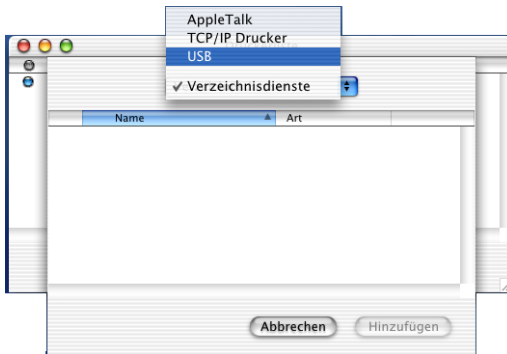 AppleTalk
TCP/IP Drucker
USB
✓ Verzeichnisdienste
Name Art
Abbrechen Hinzufügen